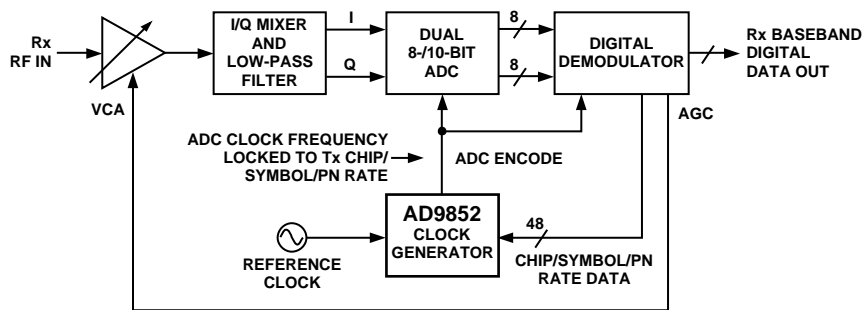 Rx
RF IN
VCA
I/Q MIXER
AND
LOW-PASS
FILTER
I
Q
DUAL
8-/10-BIT
ADC
8
8
DIGITAL
DEMODULATOR
Rx BASEBAND
DIGITAL
DATA OUT
AGC
ADC CLOCK FREQUENCY
LOCKED TO Tx CHIP/
SYMBOL/PN RATE
ADC ENCODE
AD9852
CLOCK
GENERATOR
48
CHIP/SYMBOL/PN
RATE DATA
REFERENCE
CLOCK